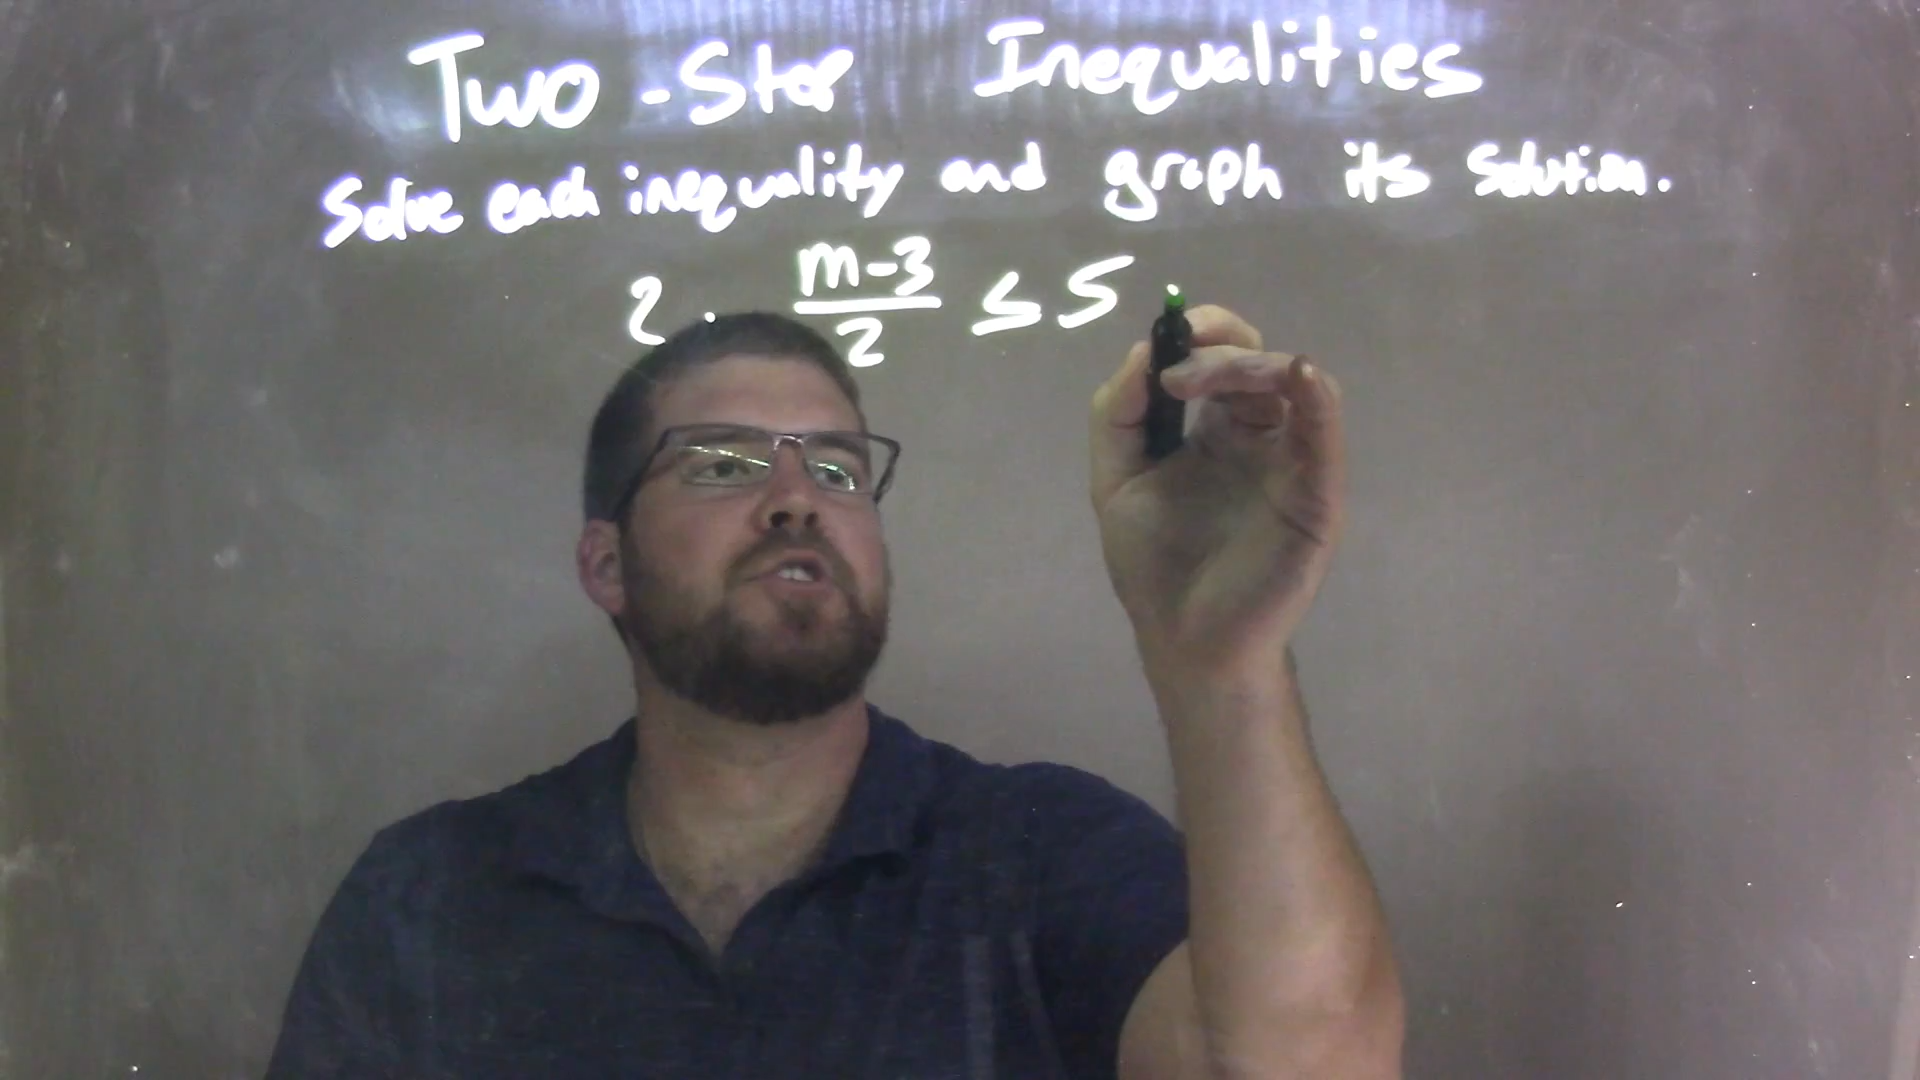 Two-Step Inequalities
Solve each inequality and graph its solution.
2 · m-3/2 ≤ 5 ·